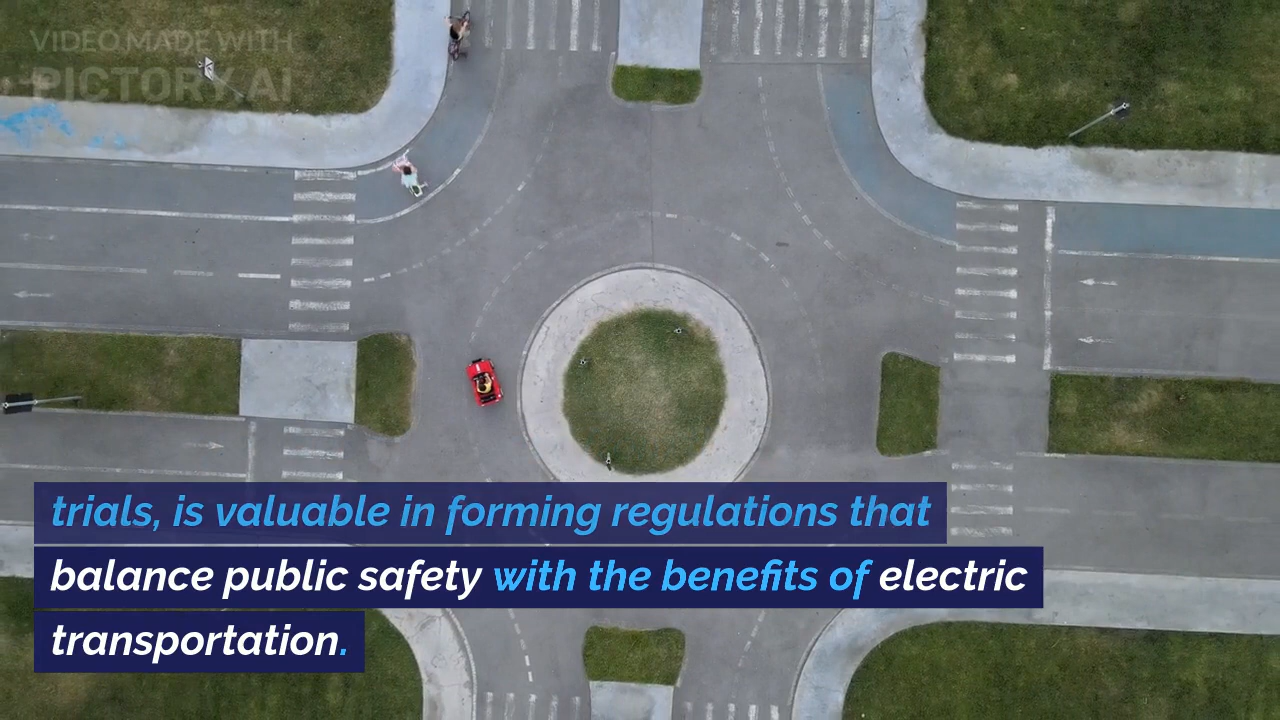 VIDEO MADE WITH
PICTORY.AI
trials, is valuable in forming regulations that
balance public safety with the benefits of electric
transportation.